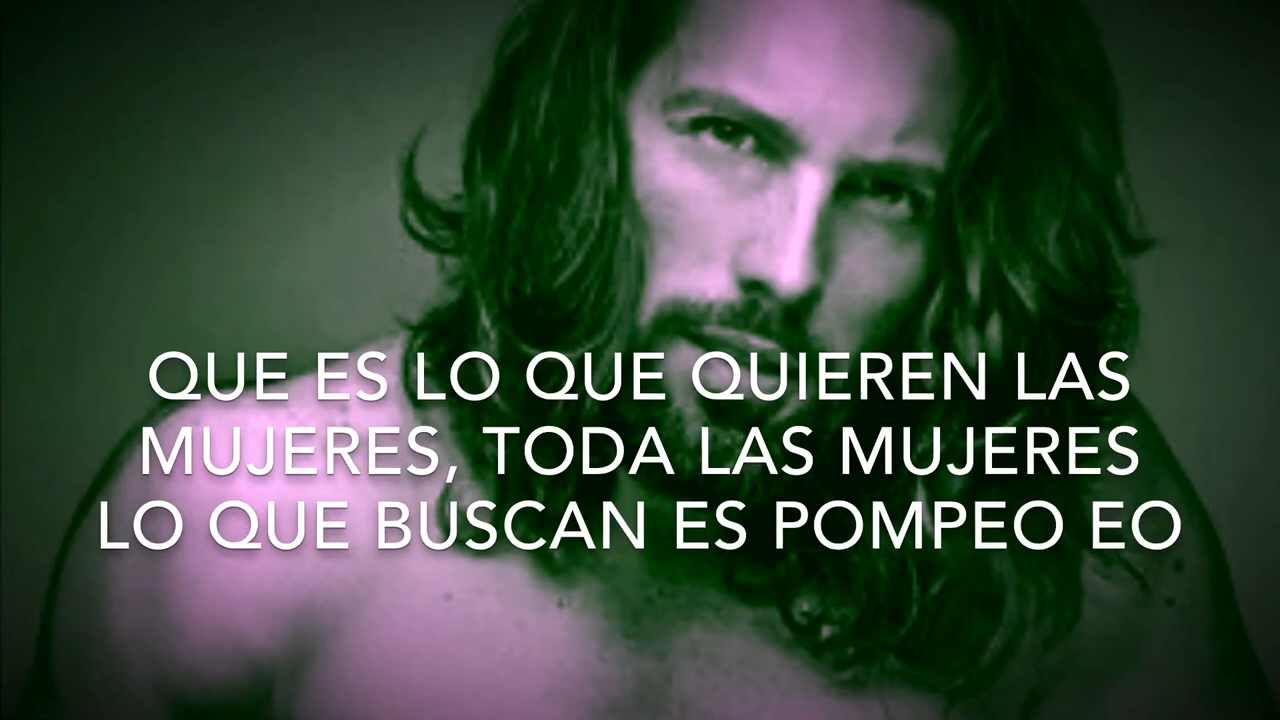 QUE ES LO QUE QUIEREN LAS
MUJERES, TODA LAS MUJERES
LO QUE BUSCAN ES POMPEO EO